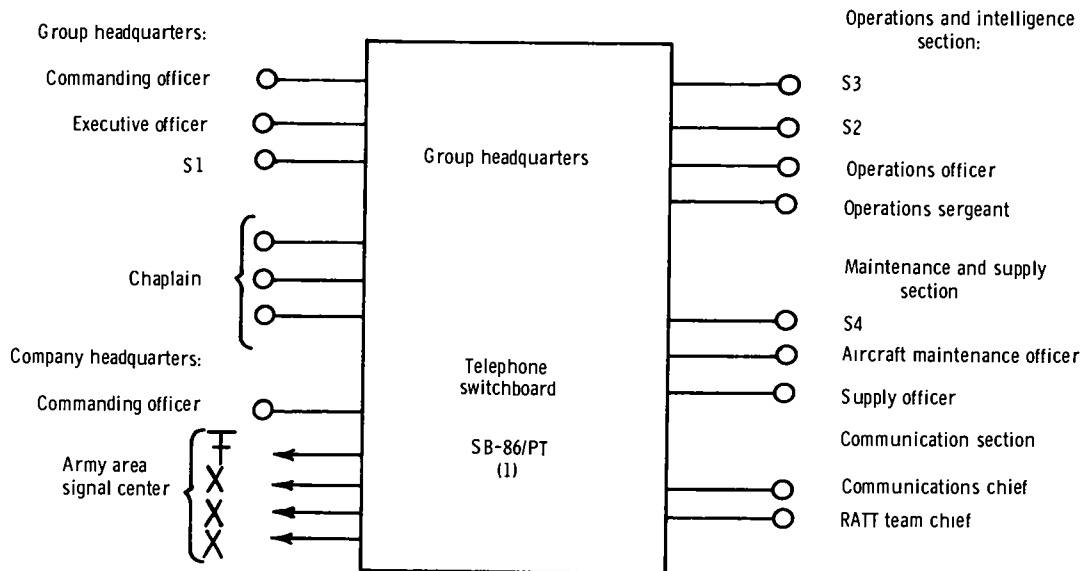 Group headquarters:
Commanding officer
Executive officer
S1
Chaplain
Company headquarters:
Commanding officer
Army area
signal center
Group headquarters
Telephone
switchboard
SB-86/PT
(1)
Operations and intelligence
section:
S3
S2
Operations officer
Operations sergeant
Maintenance and supply
section
S4
Aircraft maintenance officer
Supply officer
Communication section
Communications chief
RATT team chief